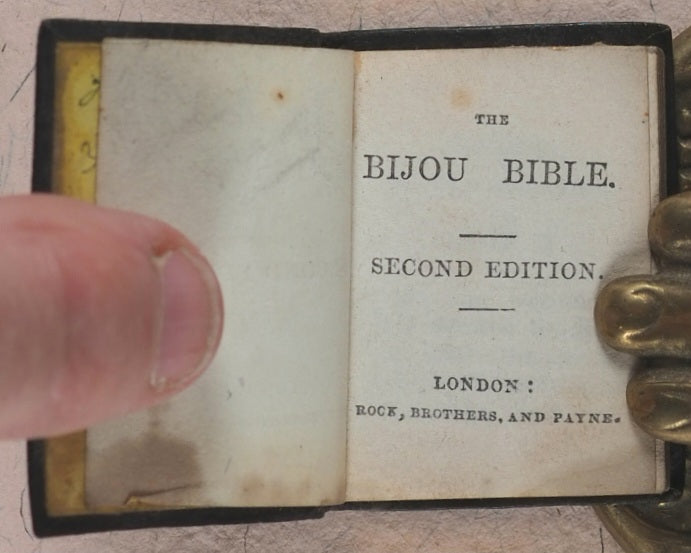 THE
BIJOU BIBLE.
SECOND EDITION.
LONDON:
ROCK, BROTHERS, AND PAYNE.